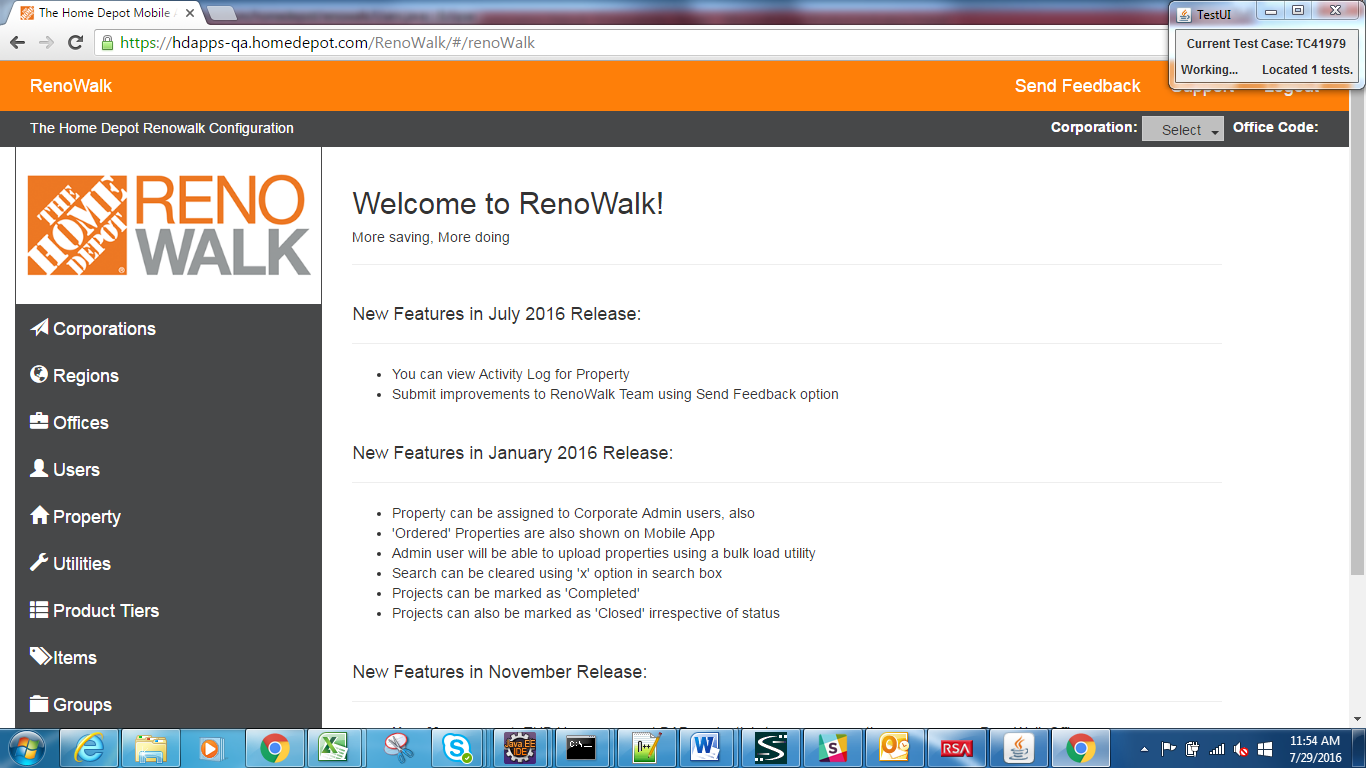 The Home Depot Mobile
TestUI
Current Test Case: TC41979
Working... Located 1 tests.
https://hdapps-qa.homedepot.com/RenoWalk/#/renoWalk
RenoWalk Send Feedback Support Logout
The Home Depot Renowalk Configuration Corporation: Select Office Code:
THE HOME DEPOT
RENO
WALK
Corporations
Regions
Offices
Users
Property
Utilities
Product Tiers
Items
Groups
Welcome to RenoWalk!
More saving, More doing
New Features in July 2016 Release:
• You can view Activity Log for Property
• Submit improvements to RenoWalk Team using Send Feedback option
New Features in January 2016 Release:
• Property can be assigned to Corporate Admin users, also
• 'Ordered' Properties are also shown on Mobile App
• Admin user will be able to upload properties using a bulk load utility
• Search can be cleared using 'x' option in search box
• Projects can be marked as 'Completed'
• Projects can also be marked as 'Closed' irrespective of status
New Features in November Release:
Java EE
IDE
C:\
RSA
11:54 AM
7/29/2016